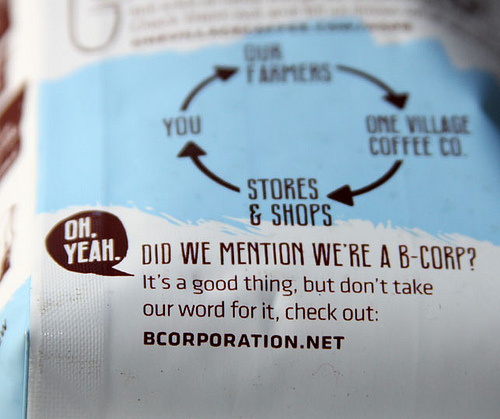 OUR
FARMERS
YOU
ONE VILLAGE
COFFEE CO.
STORES
& SHOPS
OH,
YEAH.
DID WE MENTION WE'RE A B-CORP?
It's a good thing, but don't take
our word for it, check out:
BCORPORATION.NET